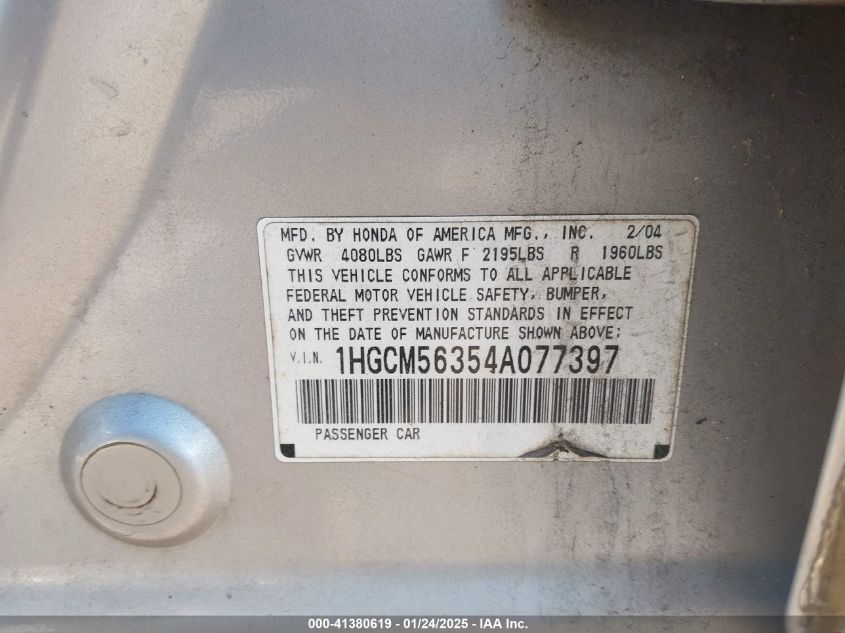 MFD. BY HONDA OF AMERICA MFG., INC. 2/04
GVWR 4080LBS GAWR F 2195LBS R 1960LBS
THIS VEHICLE CONFORMS TO ALL APPLICABLE
FEDERAL MOTOR VEHICLE SAFETY, BUMPER,
AND THEFT PREVENTION STANDARDS IN EFFECT
ON THE DATE OF MANUFACTURE SHOWN ABOVE:
V.I.N. 1HGCM56354A077397
PASSENGER CAR
000-41380619 - 01/24/2025 - IAA Inc.